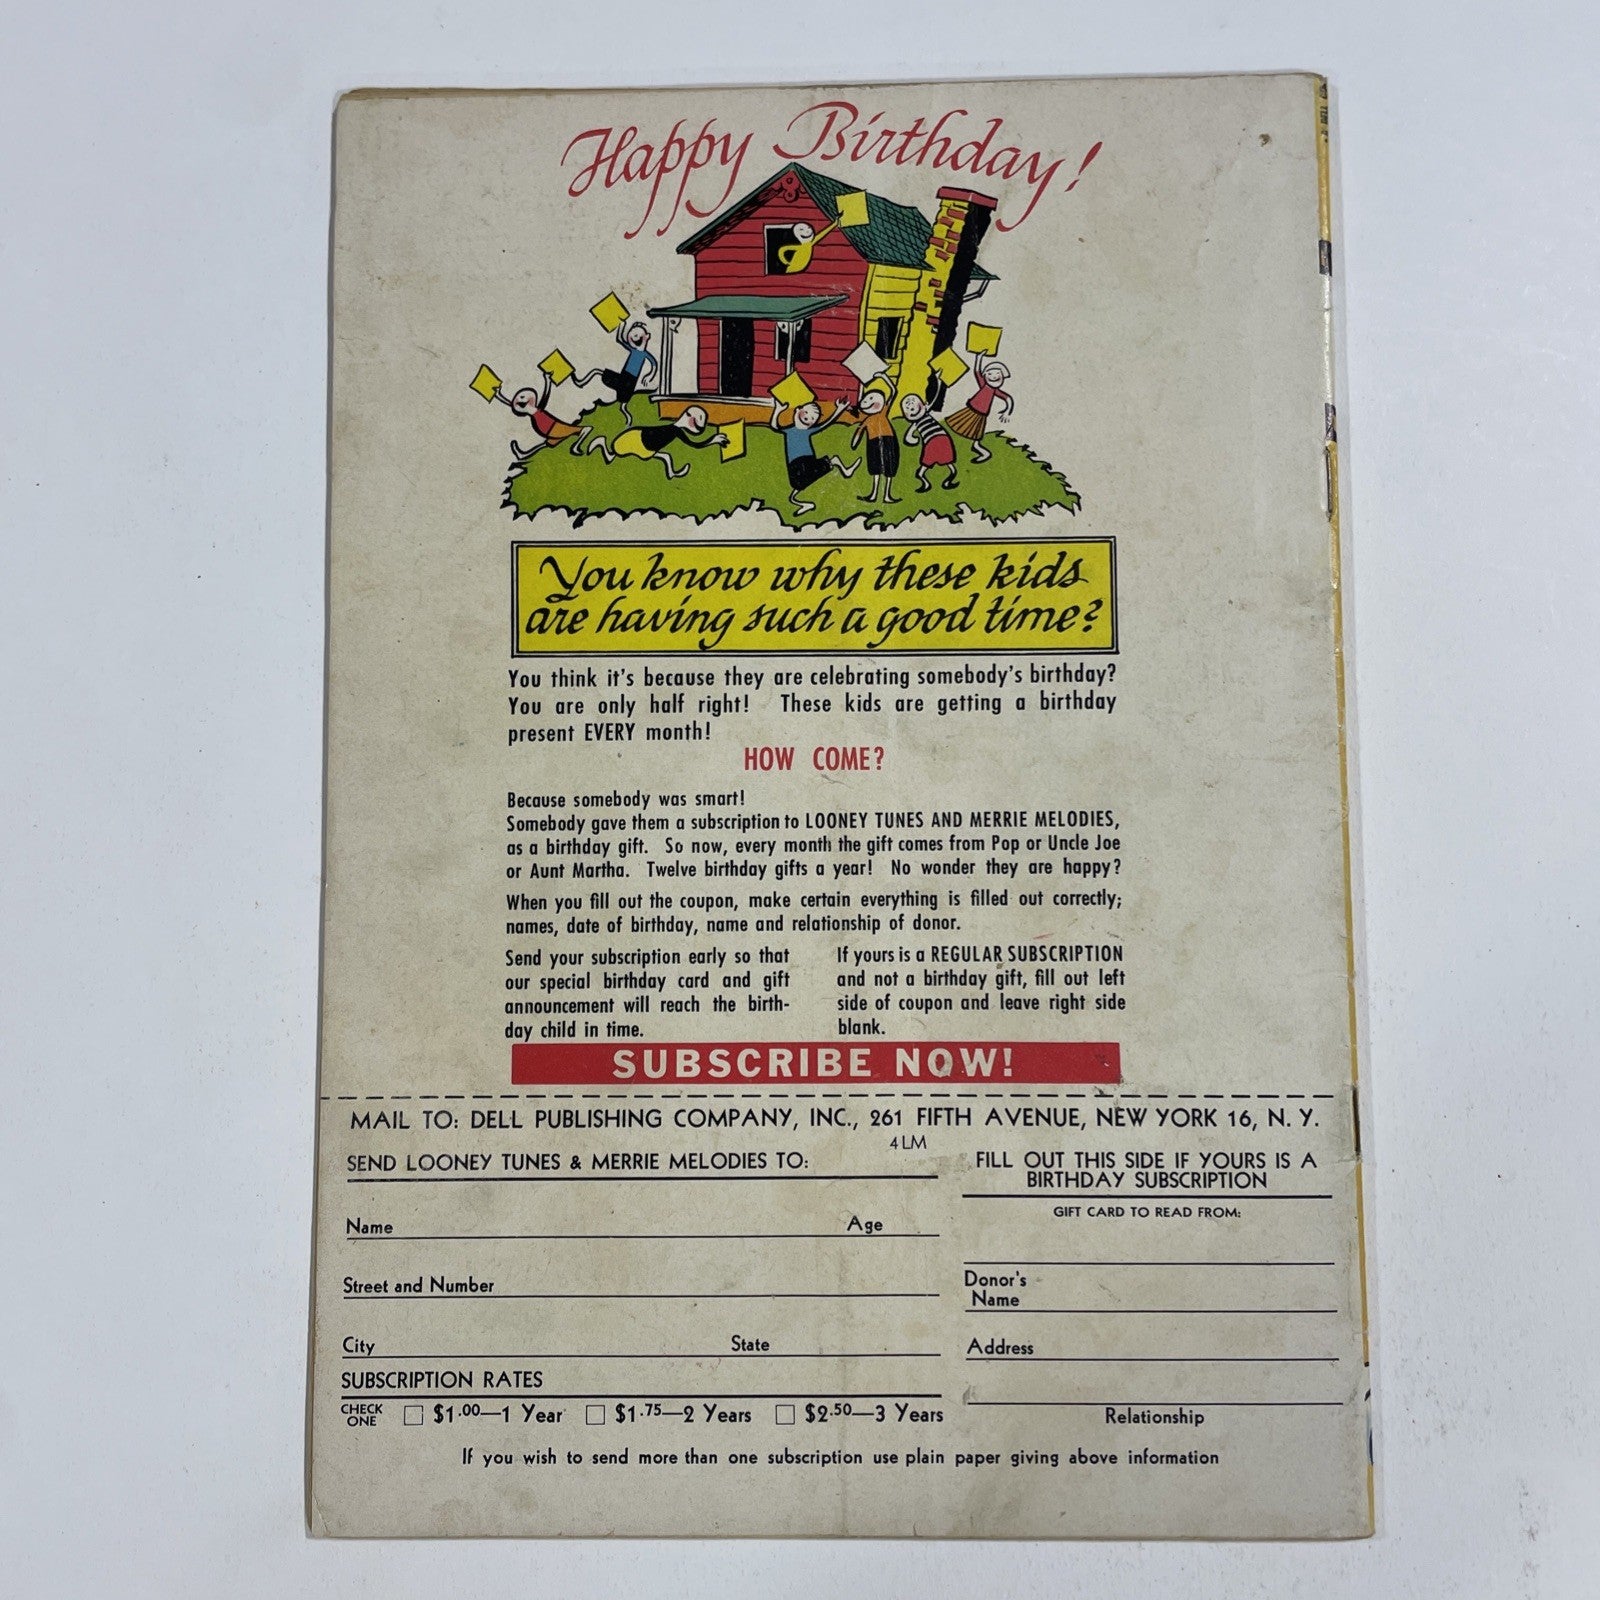 Happy Birthday!
You know why these kids
are having such a good time?
You think it's because they are celebrating somebody's birthday?
You are only half right! These kids are getting a birthday
present EVERY month!
HOW COME?
Because somebody was smart!
Somebody gave them a subscription to LOONEY TUNES AND MERRIE MELODIES,
as a birthday gift. So now, every month the gift comes from Pop or Uncle Joe
or Aunt Martha. Twelve birthday gifts a year! No wonder they are happy?
When you fill out the coupon, make certain everything is filled out correctly;
names, date of birthday, name and relationship of donor.
Send your subscription early so that
our special birthday card and gift
announcement will reach the birth-
day child in time.
If yours is a REGULAR SUBSCRIPTION
and not a birthday gift, fill out left
side of coupon and leave right side
blank.
SUBSCRIBE NOW!
MAIL TO: DELL PUBLISHING COMPANY, INC., 261 FIFTH AVENUE, NEW YORK 16, N. Y.
4LM
SEND LOONEY TUNES & MERRIE MELODIES TO:
Name Age
Street and Number
City State
SUBSCRIPTION RATES
CHECK
ONE
$1.00—1 Year $1.75—2 Years $2.50—3 Years
FILL OUT THIS SIDE IF YOURS IS A
BIRTHDAY SUBSCRIPTION
GIFT CARD TO READ FROM:
Donor's
Name
Address
Relationship
If you wish to send more than one subscription use plain paper giving above information